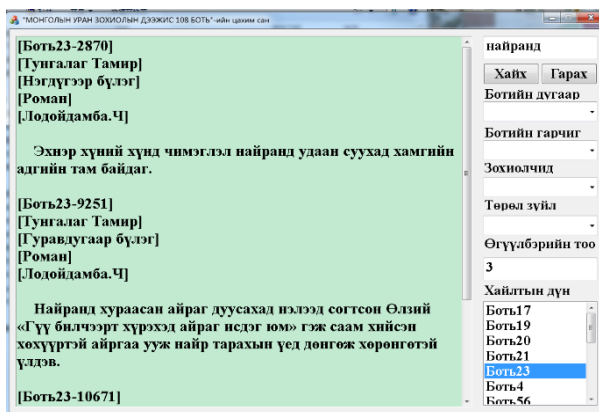 "МОНГОЛЫН УРАН ЗОХИОЛЫН ДЭЭЖИС 108 БОТЬ"-ийн цахим сан
[Боть23-2870]
[Тунгалаг Тамир]
[Нэгдүгээр бүлэг]
[Роман]
[Лодойдамба.Ч]
Эхнэр хүний хүнд чимэглэл найранд удаан суухад хамгийн
адгийн там байдаг.
[Боть23-9251]
[Тунгалаг Тамир]
[Гуравдугаар бүлэг]
[Роман]
[Лодойдамба.Ч]
Найранд хураасан айраг дуусахад нэлээд согтсон Өлзий
«Гүү билчээрт хүрэхэд айраг исдэг юм» гэж саам хийсэн
хөхүүртэй айргаа ууж найр тарахын үед дөнгөж хөрөнгөтэй
үлдэв.
[Боть23-10671]
найранд
Хайх Гарах
Ботийн дугаар
Ботийн гарчиг
Зохиолчид
Төрөл зүйл
Өгүүлбэрийн тоо
3
Хайлтын дүн
Боть17
Боть19
Боть20
Боть21
Боть23
Боть4
Боть56